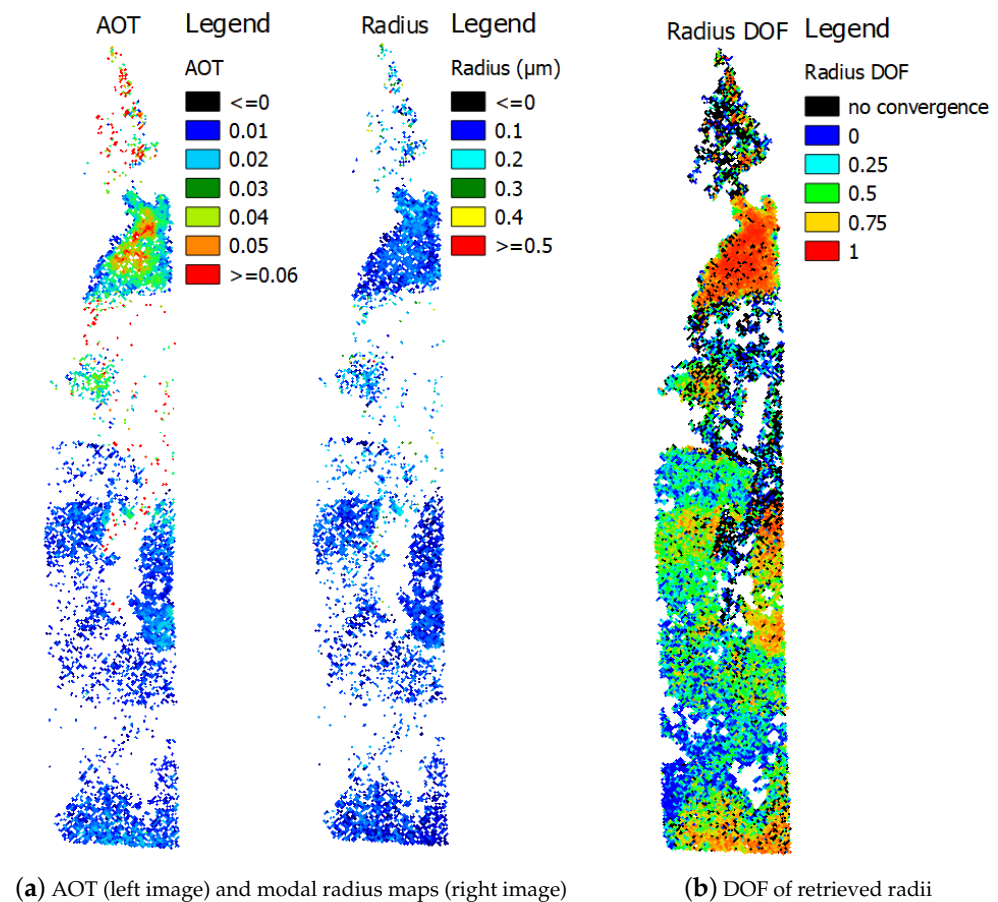 AOT
Legend
AOT
<=0
0.01
0.02
0.03
0.04
0.05
>=0.06
Radius
Legend
Radius (µm)
<=0
0.1
0.2
0.3
0.4
>=0.5
Radius DOF
Legend
Radius DOF
no convergence
0
0.25
0.5
0.75
1
(a) AOT (left image) and modal radius maps (right image)
(b) DOF of retrieved radii